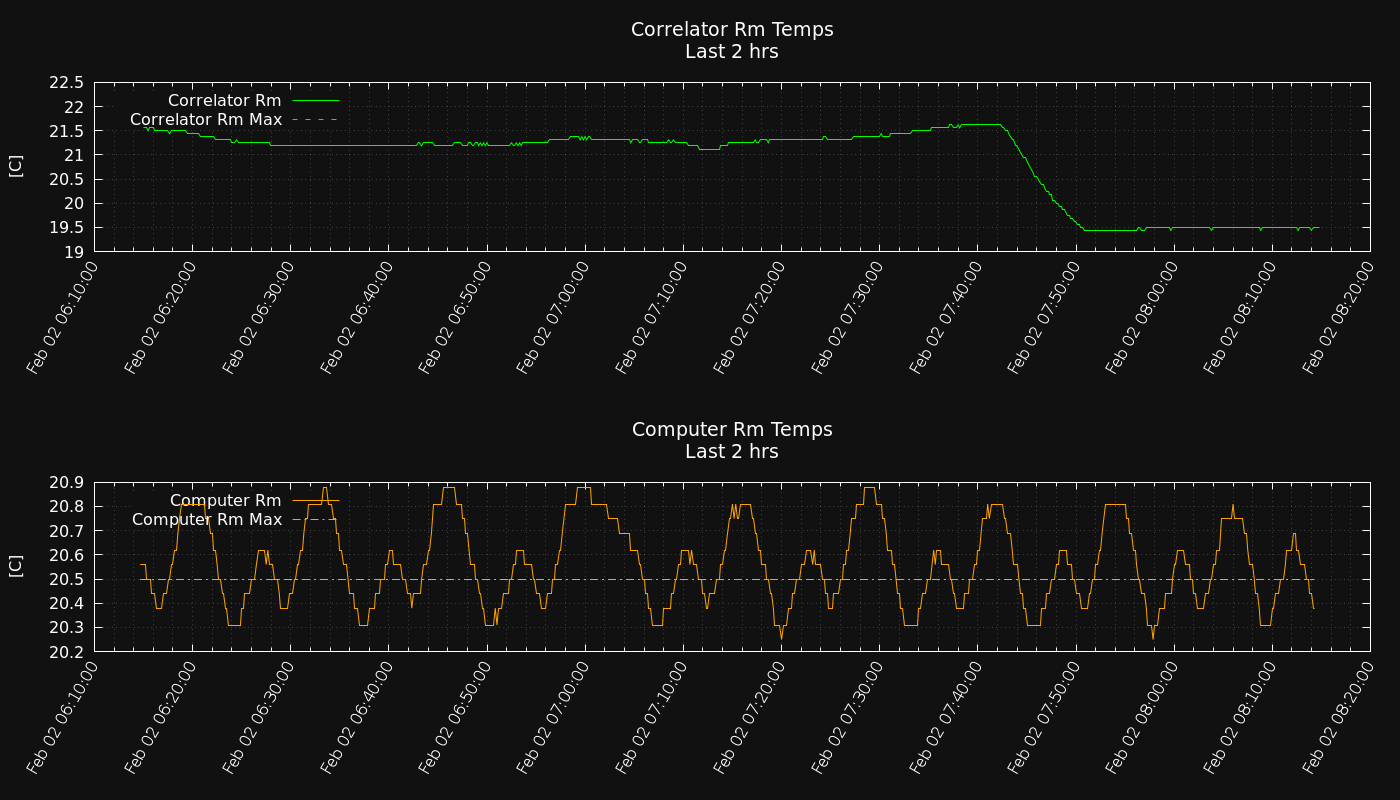 Correlator Rm Temps
Last 2 hrs
22.5
22
21.5
21
20.5
20
19.5
19
[C]
Correlator Rm
Correlator Rm Max
Feb 02 06:10:00
Feb 02 06:20:00
Feb 02 06:30:00
Feb 02 06:40:00
Feb 02 06:50:00
Feb 02 07:00:00
Feb 02 07:10:00
Feb 02 07:20:00
Feb 02 07:30:00
Feb 02 07:40:00
Feb 02 07:50:00
Feb 02 08:00:00
Feb 02 08:10:00
Feb 02 08:20:00
Computer Rm Temps
Last 2 hrs
20.9
20.8
20.7
20.6
20.5
20.4
20.3
20.2
[C]
Computer Rm
Computer Rm Max
Feb 02 06:10:00
Feb 02 06:20:00
Feb 02 06:30:00
Feb 02 06:40:00
Feb 02 06:50:00
Feb 02 07:00:00
Feb 02 07:10:00
Feb 02 07:20:00
Feb 02 07:30:00
Feb 02 07:40:00
Feb 02 07:50:00
Feb 02 08:00:00
Feb 02 08:10:00
Feb 02 08:20:00